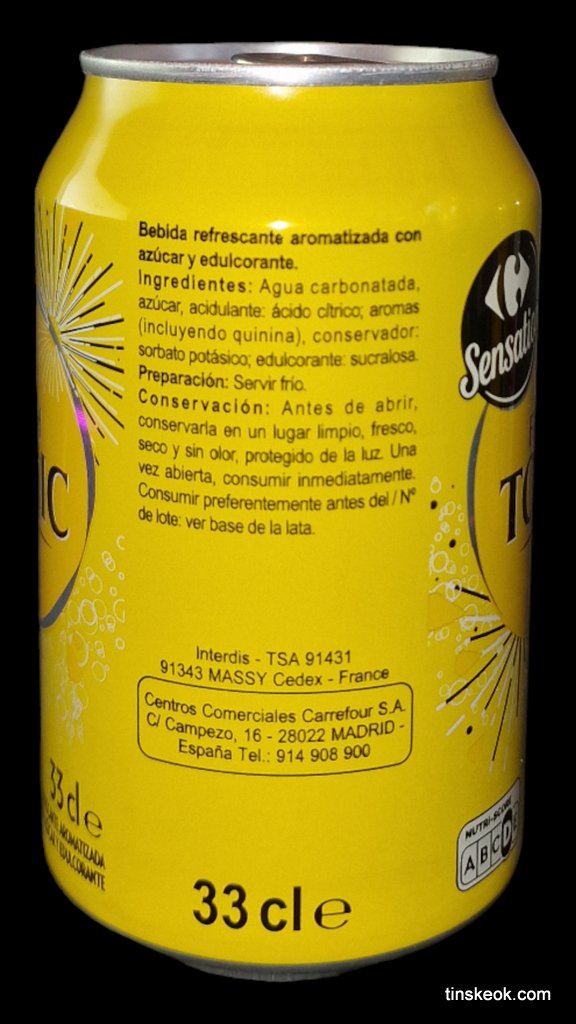 Bebida refrescante aromatizada con
azúcar y edulcorante.
Ingredientes: Agua carbonatada,
azúcar, acidulante: ácido cítrico; aromas
(incluyendo quinina), conservador:
sorbato potásico; edulcorante: sucralosa.
Preparación: Servir frío.
Conservación: Antes de abrir,
conservarla en un lugar limpio, fresco,
seco y sin olor, protegido de la luz. Una
vez abierta, consumir inmediatamente.
Consumir preferentemente antes del / Nº
de lote: ver base de la lata.
Interdis - TSA 91431
91343 MASSY Cedex - France
Centros Comerciales Carrefour S.A.
C/ Campezo, 16 - 28022 MADRID -
España Tel.: 914 908 900
33 cl e
IC
33 cl e
AROMATIZADA
Y EDULCORANTE
Sensati
TO
NUTRI-SCORE
A B C D
tinskeok.com